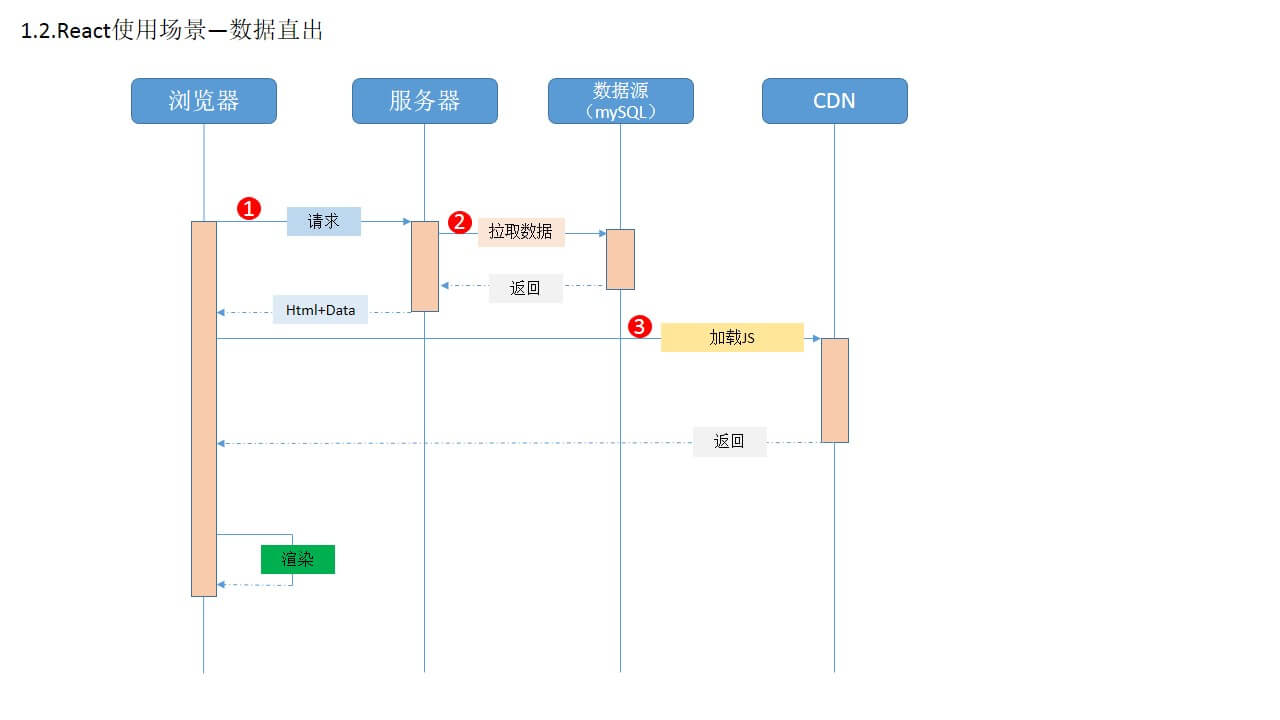 1.2.React使用场景—数据直出
浏览器
服务器
数据源
（mySQL）
CDN
1
请求
2
拉取数据
返回
Html+Data
3
加载JS
返回
渲染